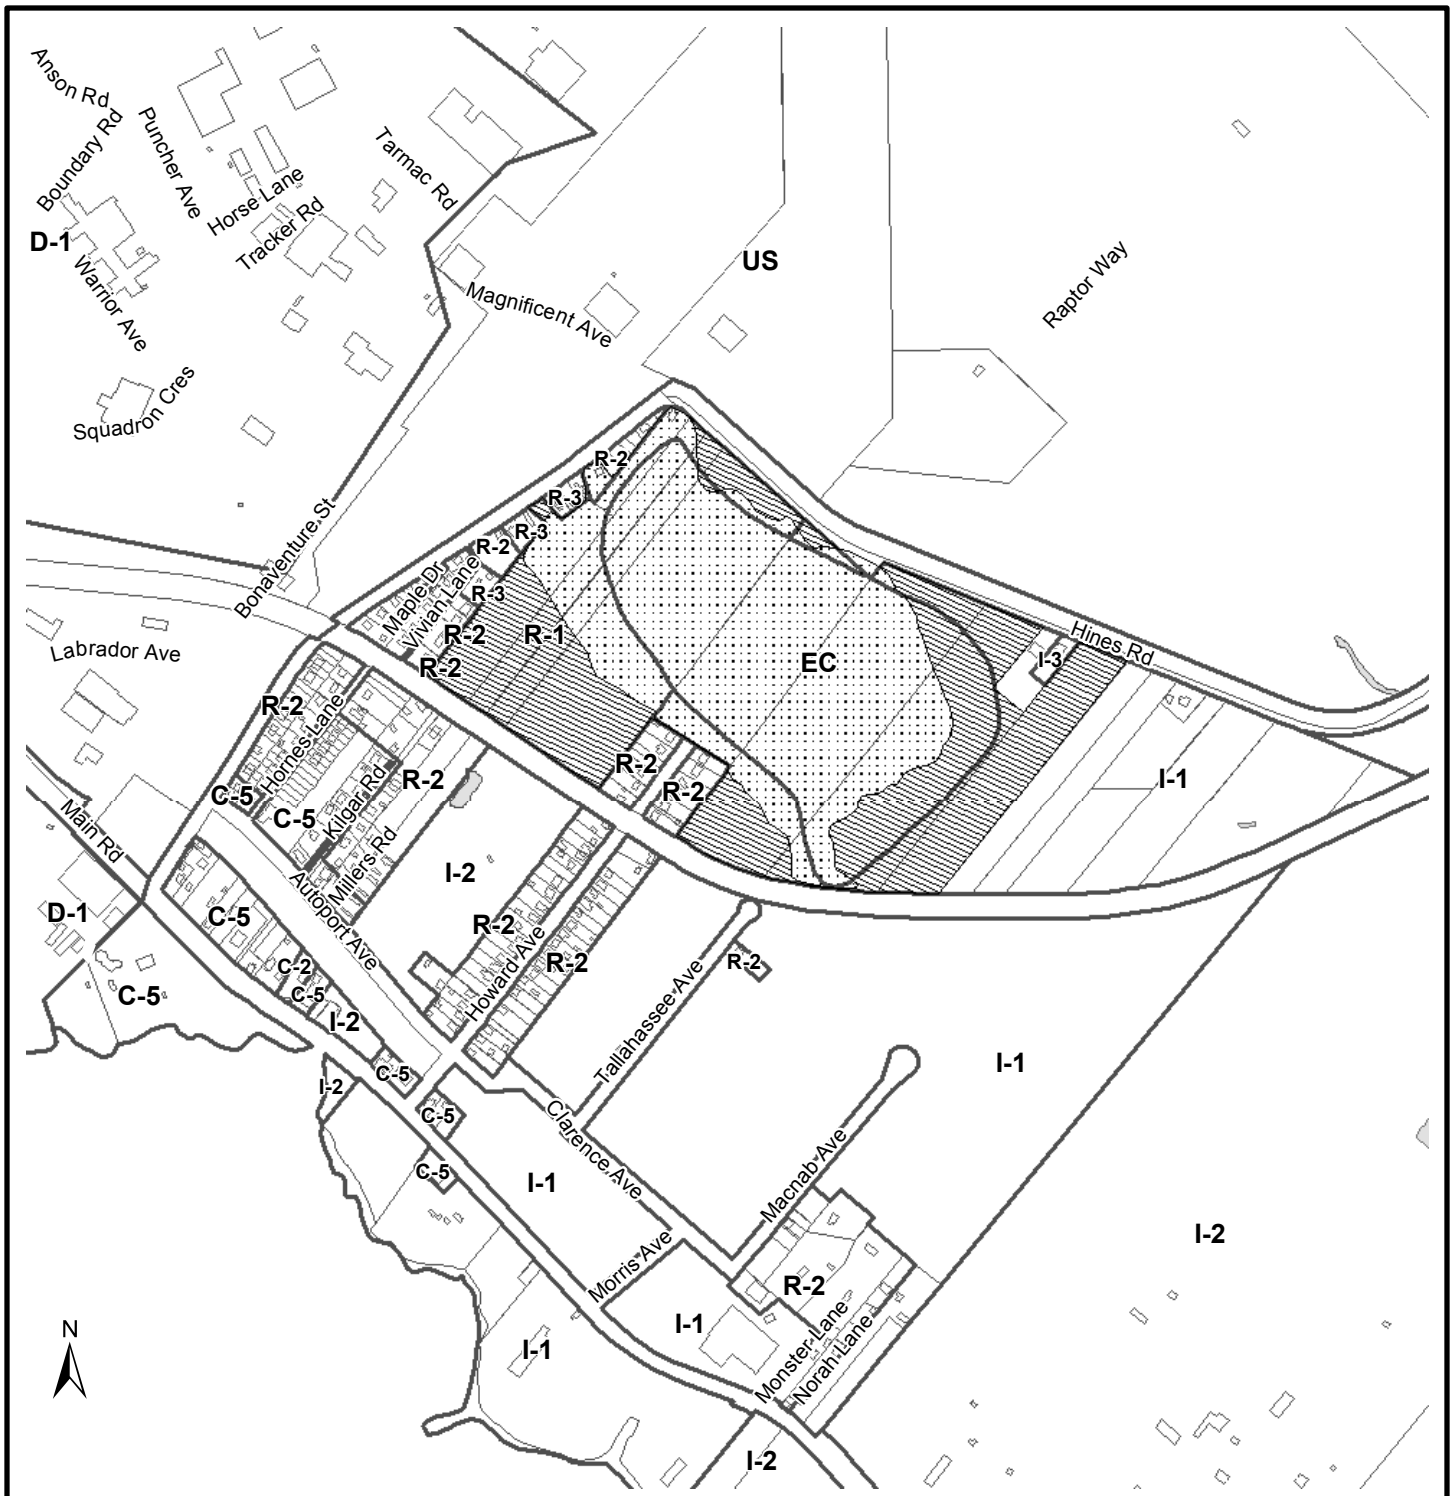 Anson Rd
Boundary Rd
Puncher Ave
Horse Lane
Tracker Rd
Tarmac Rd
D-1
Warrior Ave
Squadron Cres
Magnificent Ave
US
Raptor Way
Bonaventure St
Labrador Ave
R-2
R-3
R-3
R-2
Maple Dr
Vivian Lane
R-3
R-2
R-2
R-1
EC
Hines Rd
I-3
R-2
Hornes Lane
C-5
C-5
Kilgar Rd
R-2
Millers Rd
R-2
R-2
I-1
Main Rd
Autoport Ave
I-2
D-1
C-5
C-2
C-5
I-2
C-5
R-2
Howard Ave
R-2
R-2
Tallahassee Ave
C-5
I-2
C-5
C-5
I-1
Clarence Ave
I-1
Macnab Ave
I-2
Morris Ave
R-2
I-1
Monster Lane
Norah Lane
I-1
I-2
N